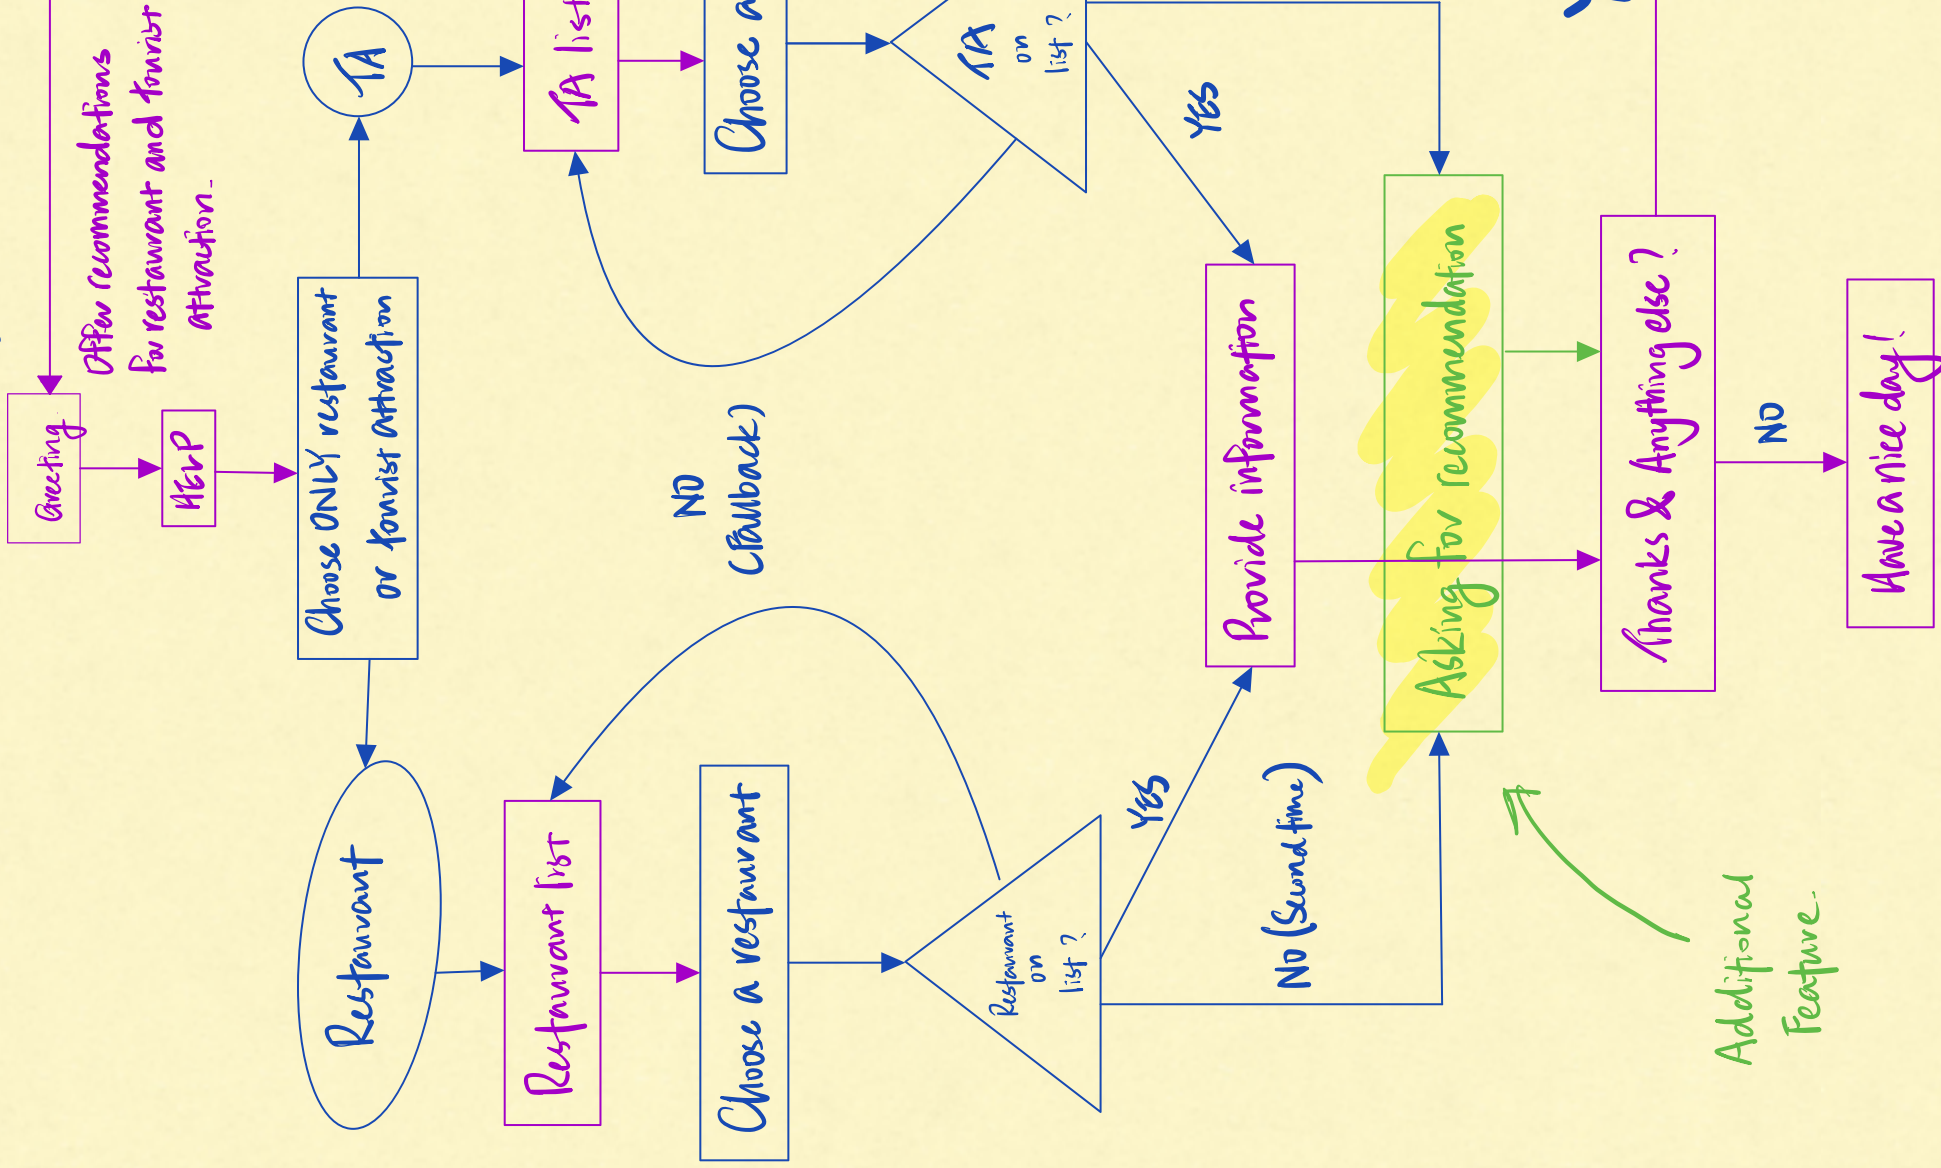 Greeting
Offer recommendations
for restaurant and tourist
attraction.
HELP
Choose ONLY restaurant
or tourist attraction
TA
TA list
Choose a
TA
on
list?
YES
Restaurant
Restaurant list
Choose a restaurant
Restaurant
on
list?
YES
NO
(Fallback)
Provide information
NO (Second time)
Asking for recommendation
Thanks & Anything else?
NO
Have a nice day!
Additional
Feature.